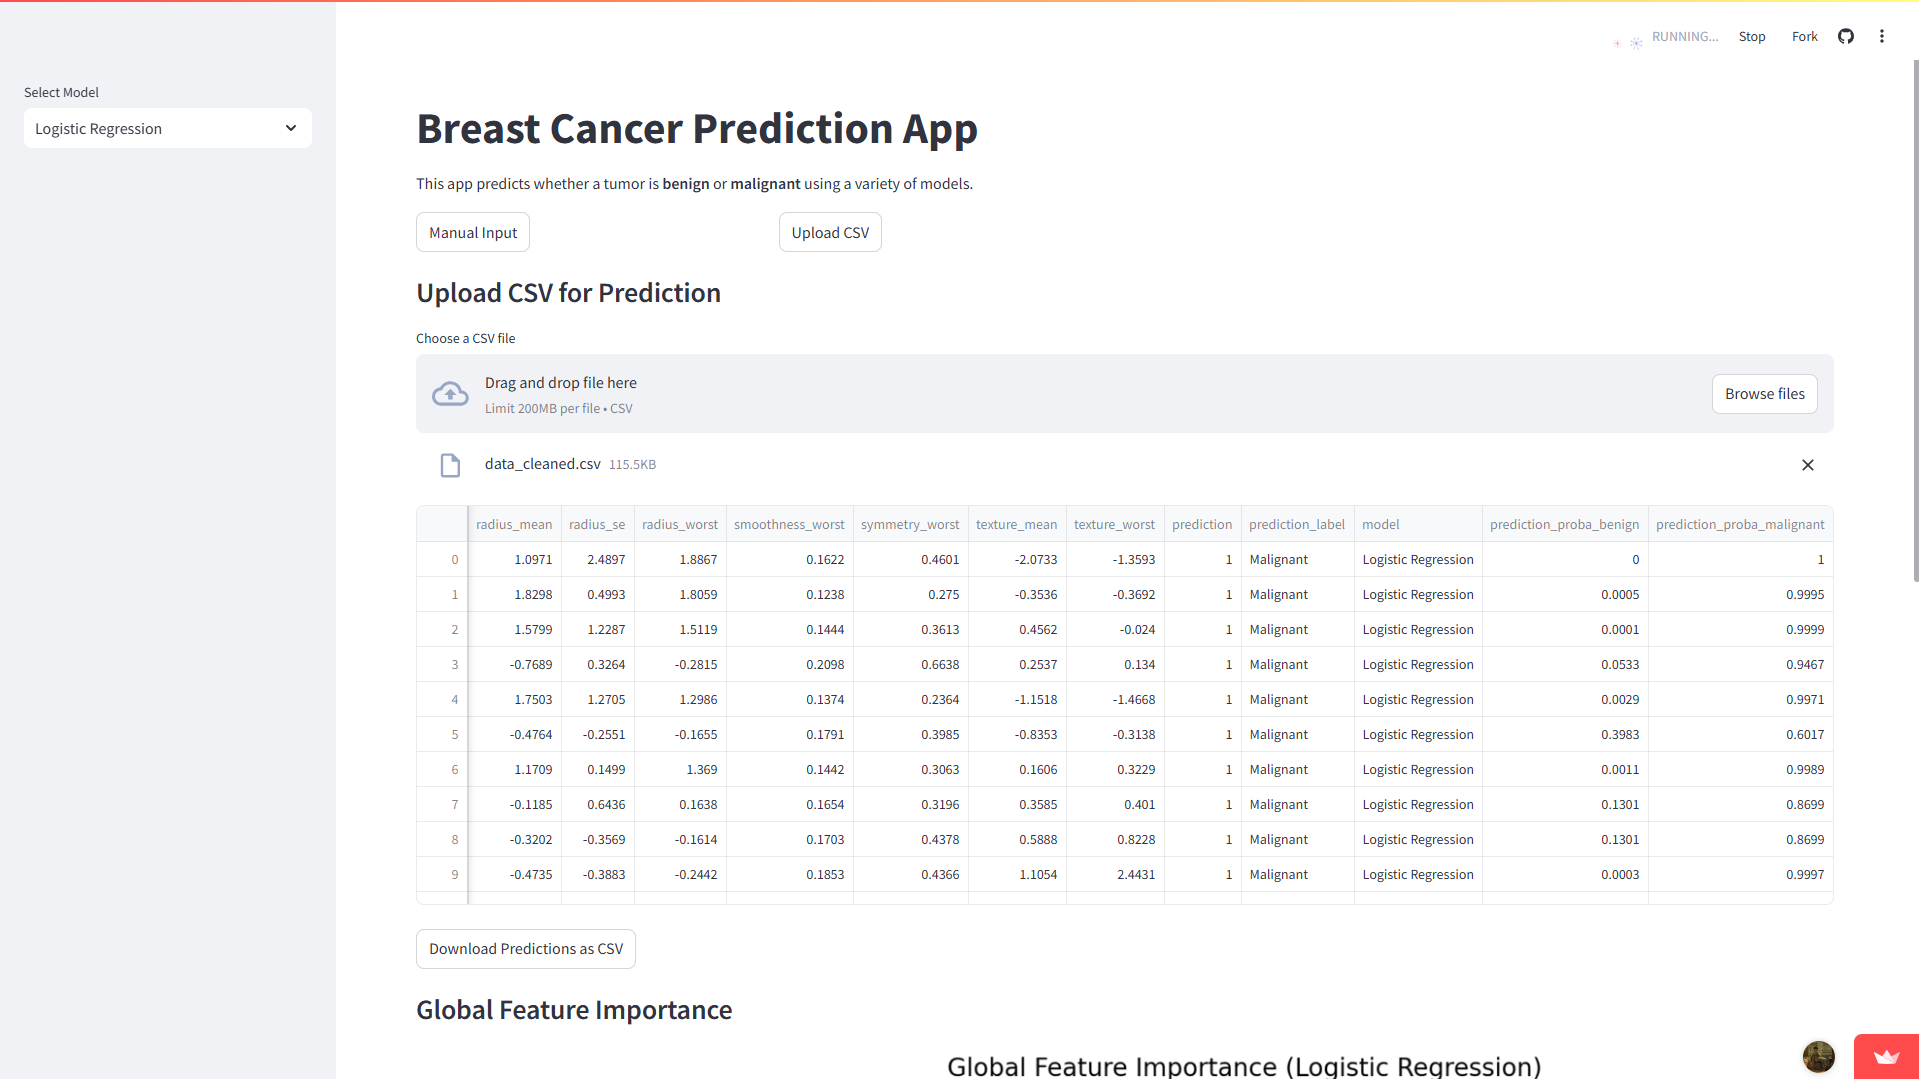 RUNNING... Stop Fork
Select Model
Logistic Regression
Breast Cancer Prediction App
This app predicts whether a tumor is benign or malignant using a variety of models.
Manual Input Upload CSV
Upload CSV for Prediction
Choose a CSV file
Drag and drop file here
Limit 200MB per file • CSV
Browse files
data_cleaned.csv 115.5KB
radius_mean radius_se radius_worst smoothness_worst symmetry_worst texture_mean texture_worst prediction prediction_label model prediction_proba_benign prediction_proba_malignant
0 1.0971 2.4897 1.8867 0.1622 0.4601 -2.0733 -1.3593 1 Malignant Logistic Regression 0 1
1 1.8298 0.4993 1.8059 0.1238 0.275 -0.3536 -0.3692 1 Malignant Logistic Regression 0.0005 0.9995
2 1.5799 1.2287 1.5119 0.1444 0.3613 0.4562 -0.024 1 Malignant Logistic Regression 0.0001 0.9999
3 -0.7689 0.3264 -0.2815 0.2098 0.6638 0.2537 0.134 1 Malignant Logistic Regression 0.0533 0.9467
4 1.7503 1.2705 1.2986 0.1374 0.2364 -1.1518 -1.4668 1 Malignant Logistic Regression 0.0029 0.9971
5 -0.4764 -0.2551 -0.1655 0.1791 0.3985 -0.8353 -0.3138 1 Malignant Logistic Regression 0.3983 0.6017
6 1.1709 0.1499 1.369 0.1442 0.3063 0.1606 0.3229 1 Malignant Logistic Regression 0.0011 0.9989
7 -0.1185 0.6436 0.1638 0.1654 0.3196 0.3585 0.401 1 Malignant Logistic Regression 0.1301 0.8699
8 -0.3202 -0.3569 -0.1614 0.1703 0.4378 0.5888 0.8228 1 Malignant Logistic Regression 0.1301 0.8699
9 -0.4735 -0.3883 -0.2442 0.1853 0.4366 1.1054 2.4431 1 Malignant Logistic Regression 0.0003 0.9997
Download Predictions as CSV
Global Feature Importance
Global Feature Importance (Logistic Regression)